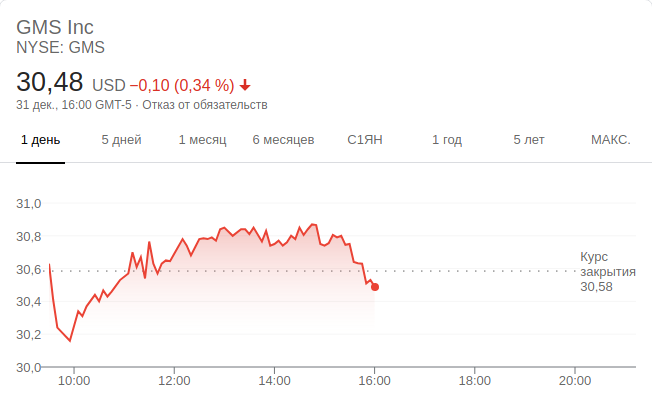 GMS Inc
NYSE: GMS
30,48 USD −0,10 (0,34 %)
31 дек., 16:00 GMT-5 · Отказ от обязательств
1 день 5 дней 1 месяц 6 месяцев С1ЯН 1 год 5 лет МАКС.
31,0
30,8
30,6
30,4
30,2
30,0
Курс
закрытия
30,58
10:00 12:00 14:00 16:00 18:00 20:00